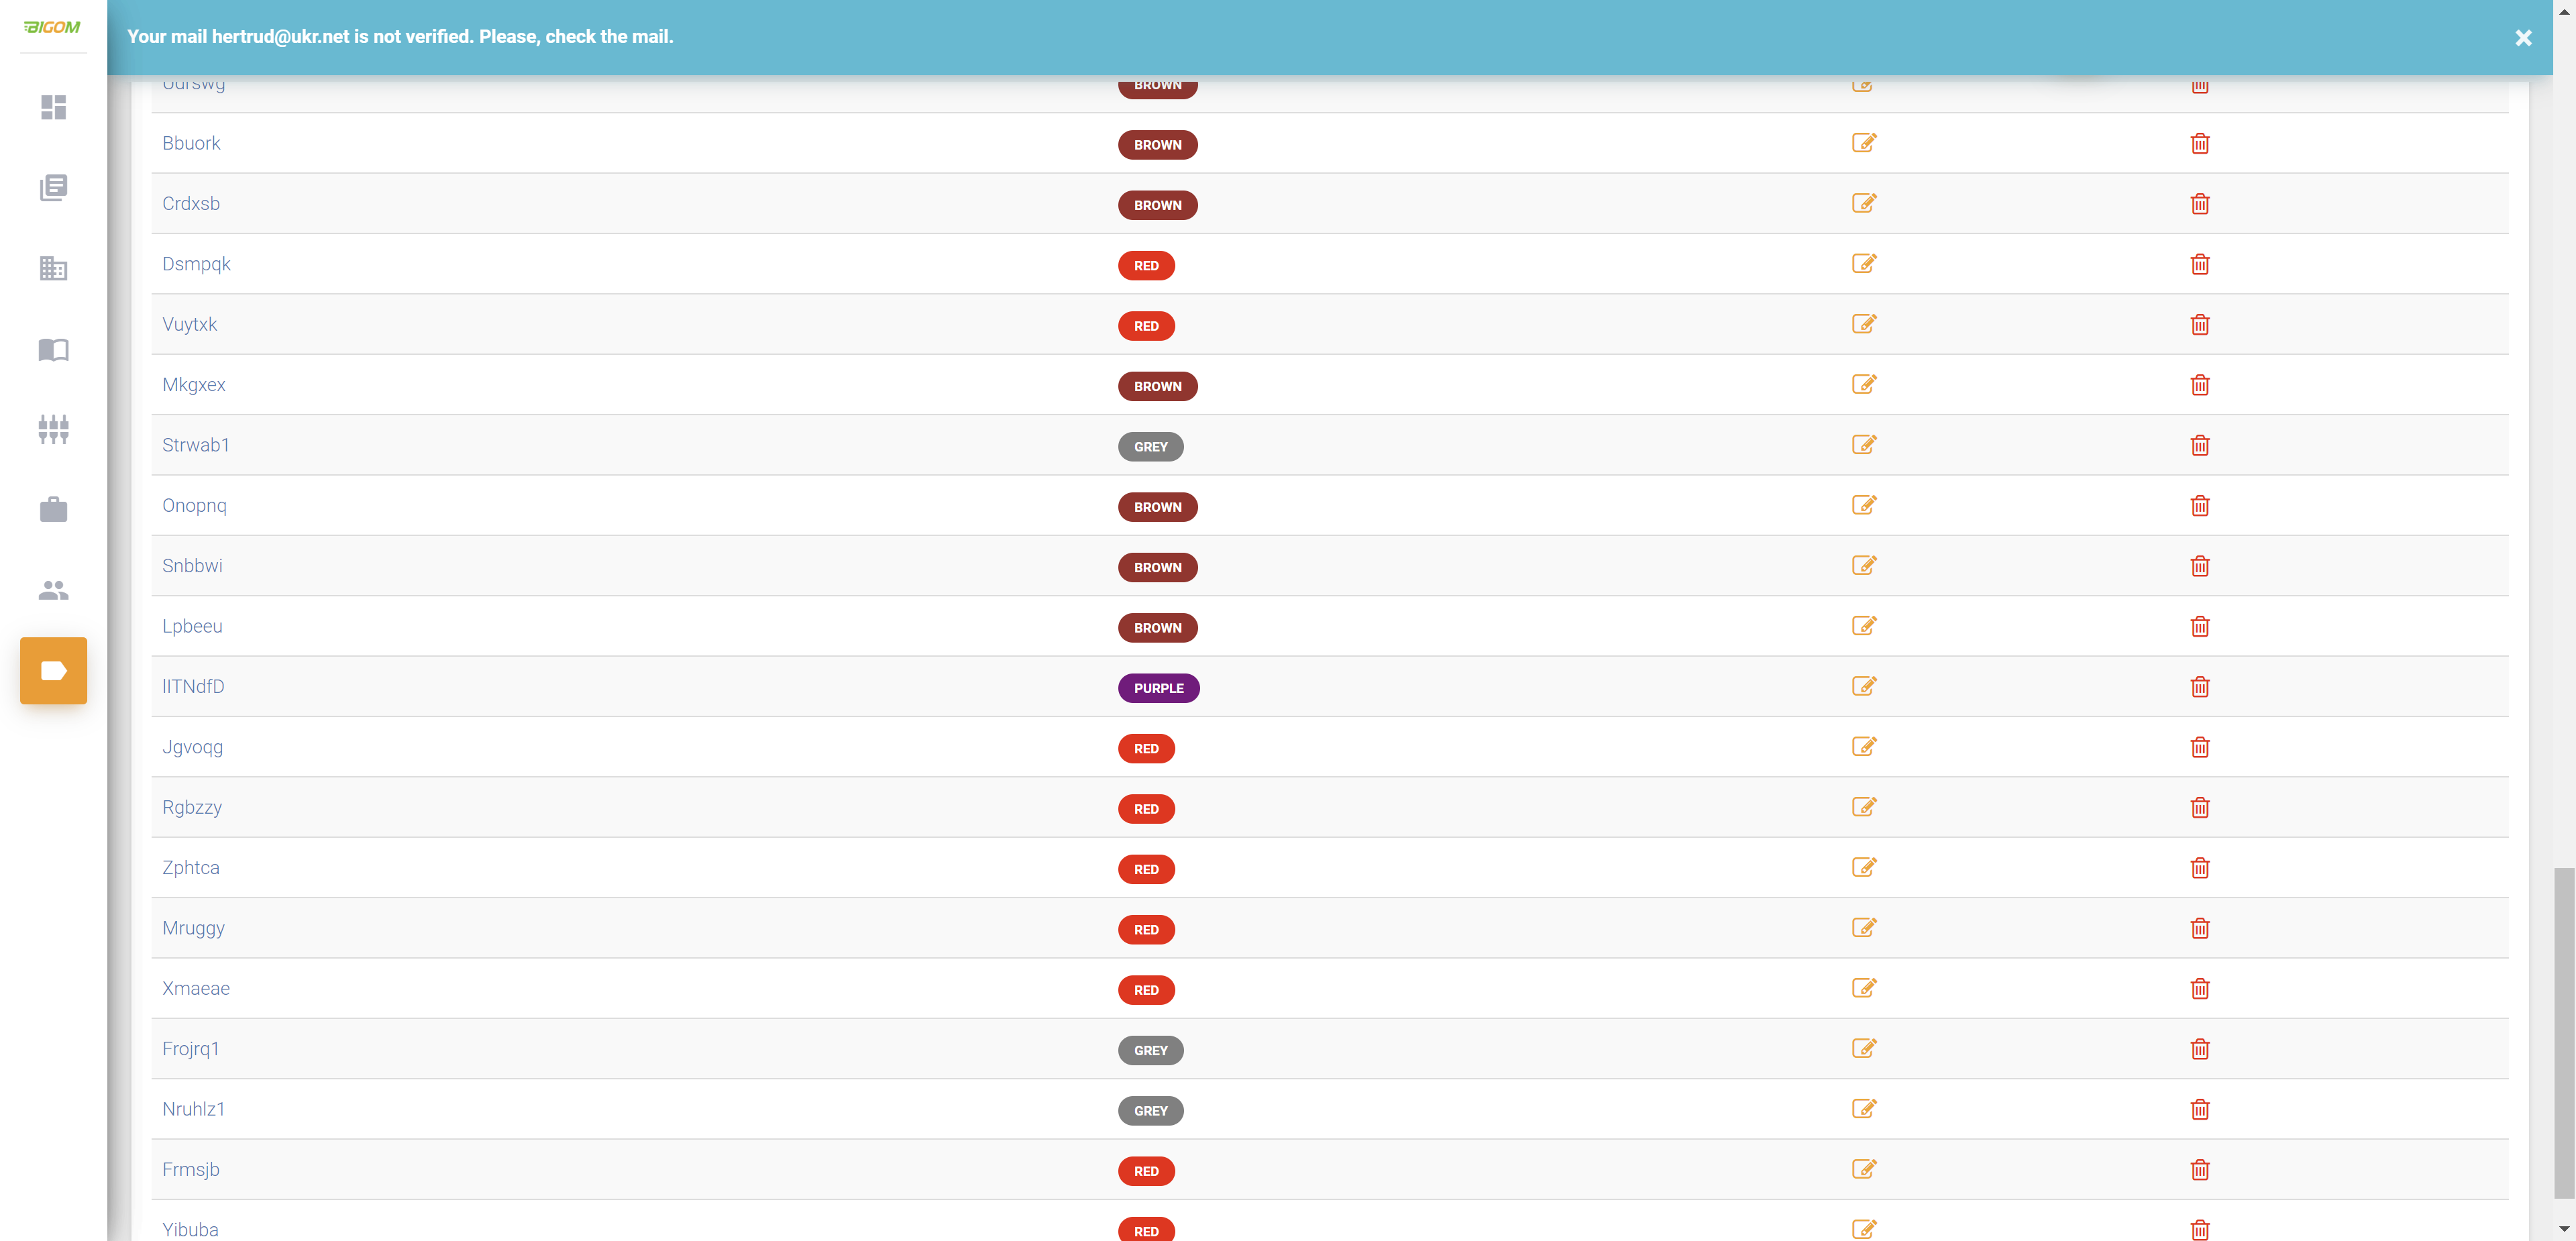 BIGOM
Your mail hertrud@ukr.net is not verified. Please, check the mail.
BROWN
Bbuork BROWN
Crdxsb BROWN
Dsmpqk RED
Vuytxk RED
Mkgxex BROWN
Strwab1 GREY
Onopnq BROWN
Snbbwi BROWN
Lpbeeu BROWN
lITNdfD PURPLE
Jgvoqg RED
Rgbzzy RED
Zphtca RED
Mruggy RED
Xmaeae RED
Frojrq1 GREY
Nruhlz1 GREY
Frmsjb RED
Yibuba RED